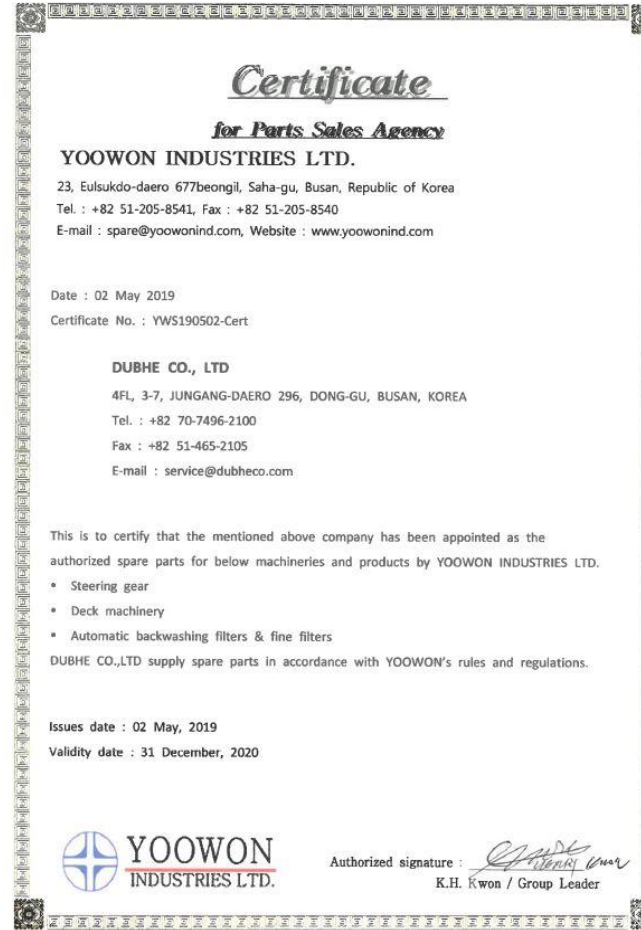 Certificate
for Parts Sales Agency
YOOWON INDUSTRIES LTD.
23, Eulsukdo-daero 677beongil, Saha-gu, Busan, Republic of Korea
Tel. : +82 51-205-8541, Fax : +82 51-205-8540
E-mail : spare@yoowonind.com, Website : www.yoowonind.com
Date : 02 May 2019
Certificate No. : YWS190502-Cert
DUBHE CO., LTD
4FL, 3-7, JUNGANG-DAERO 296, DONG-GU, BUSAN, KOREA
Tel. : +82 70-7496-2100
Fax : +82 51-465-2105
E-mail : service@dubheco.com
This is to certify that the mentioned above company has been appointed as the
authorized spare parts for below machineries and products by YOOWON INDUSTRIES LTD.
• Steering gear
• Deck machinery
• Automatic backwashing filters & fine filters
DUBHE CO.,LTD supply spare parts in accordance with YOOWON's rules and regulations.
Issues date : 02 May, 2019
Validity date : 31 December, 2020
YOOWON
INDUSTRIES LTD.
Authorized signature :
K.H. Kwon / Group Leader